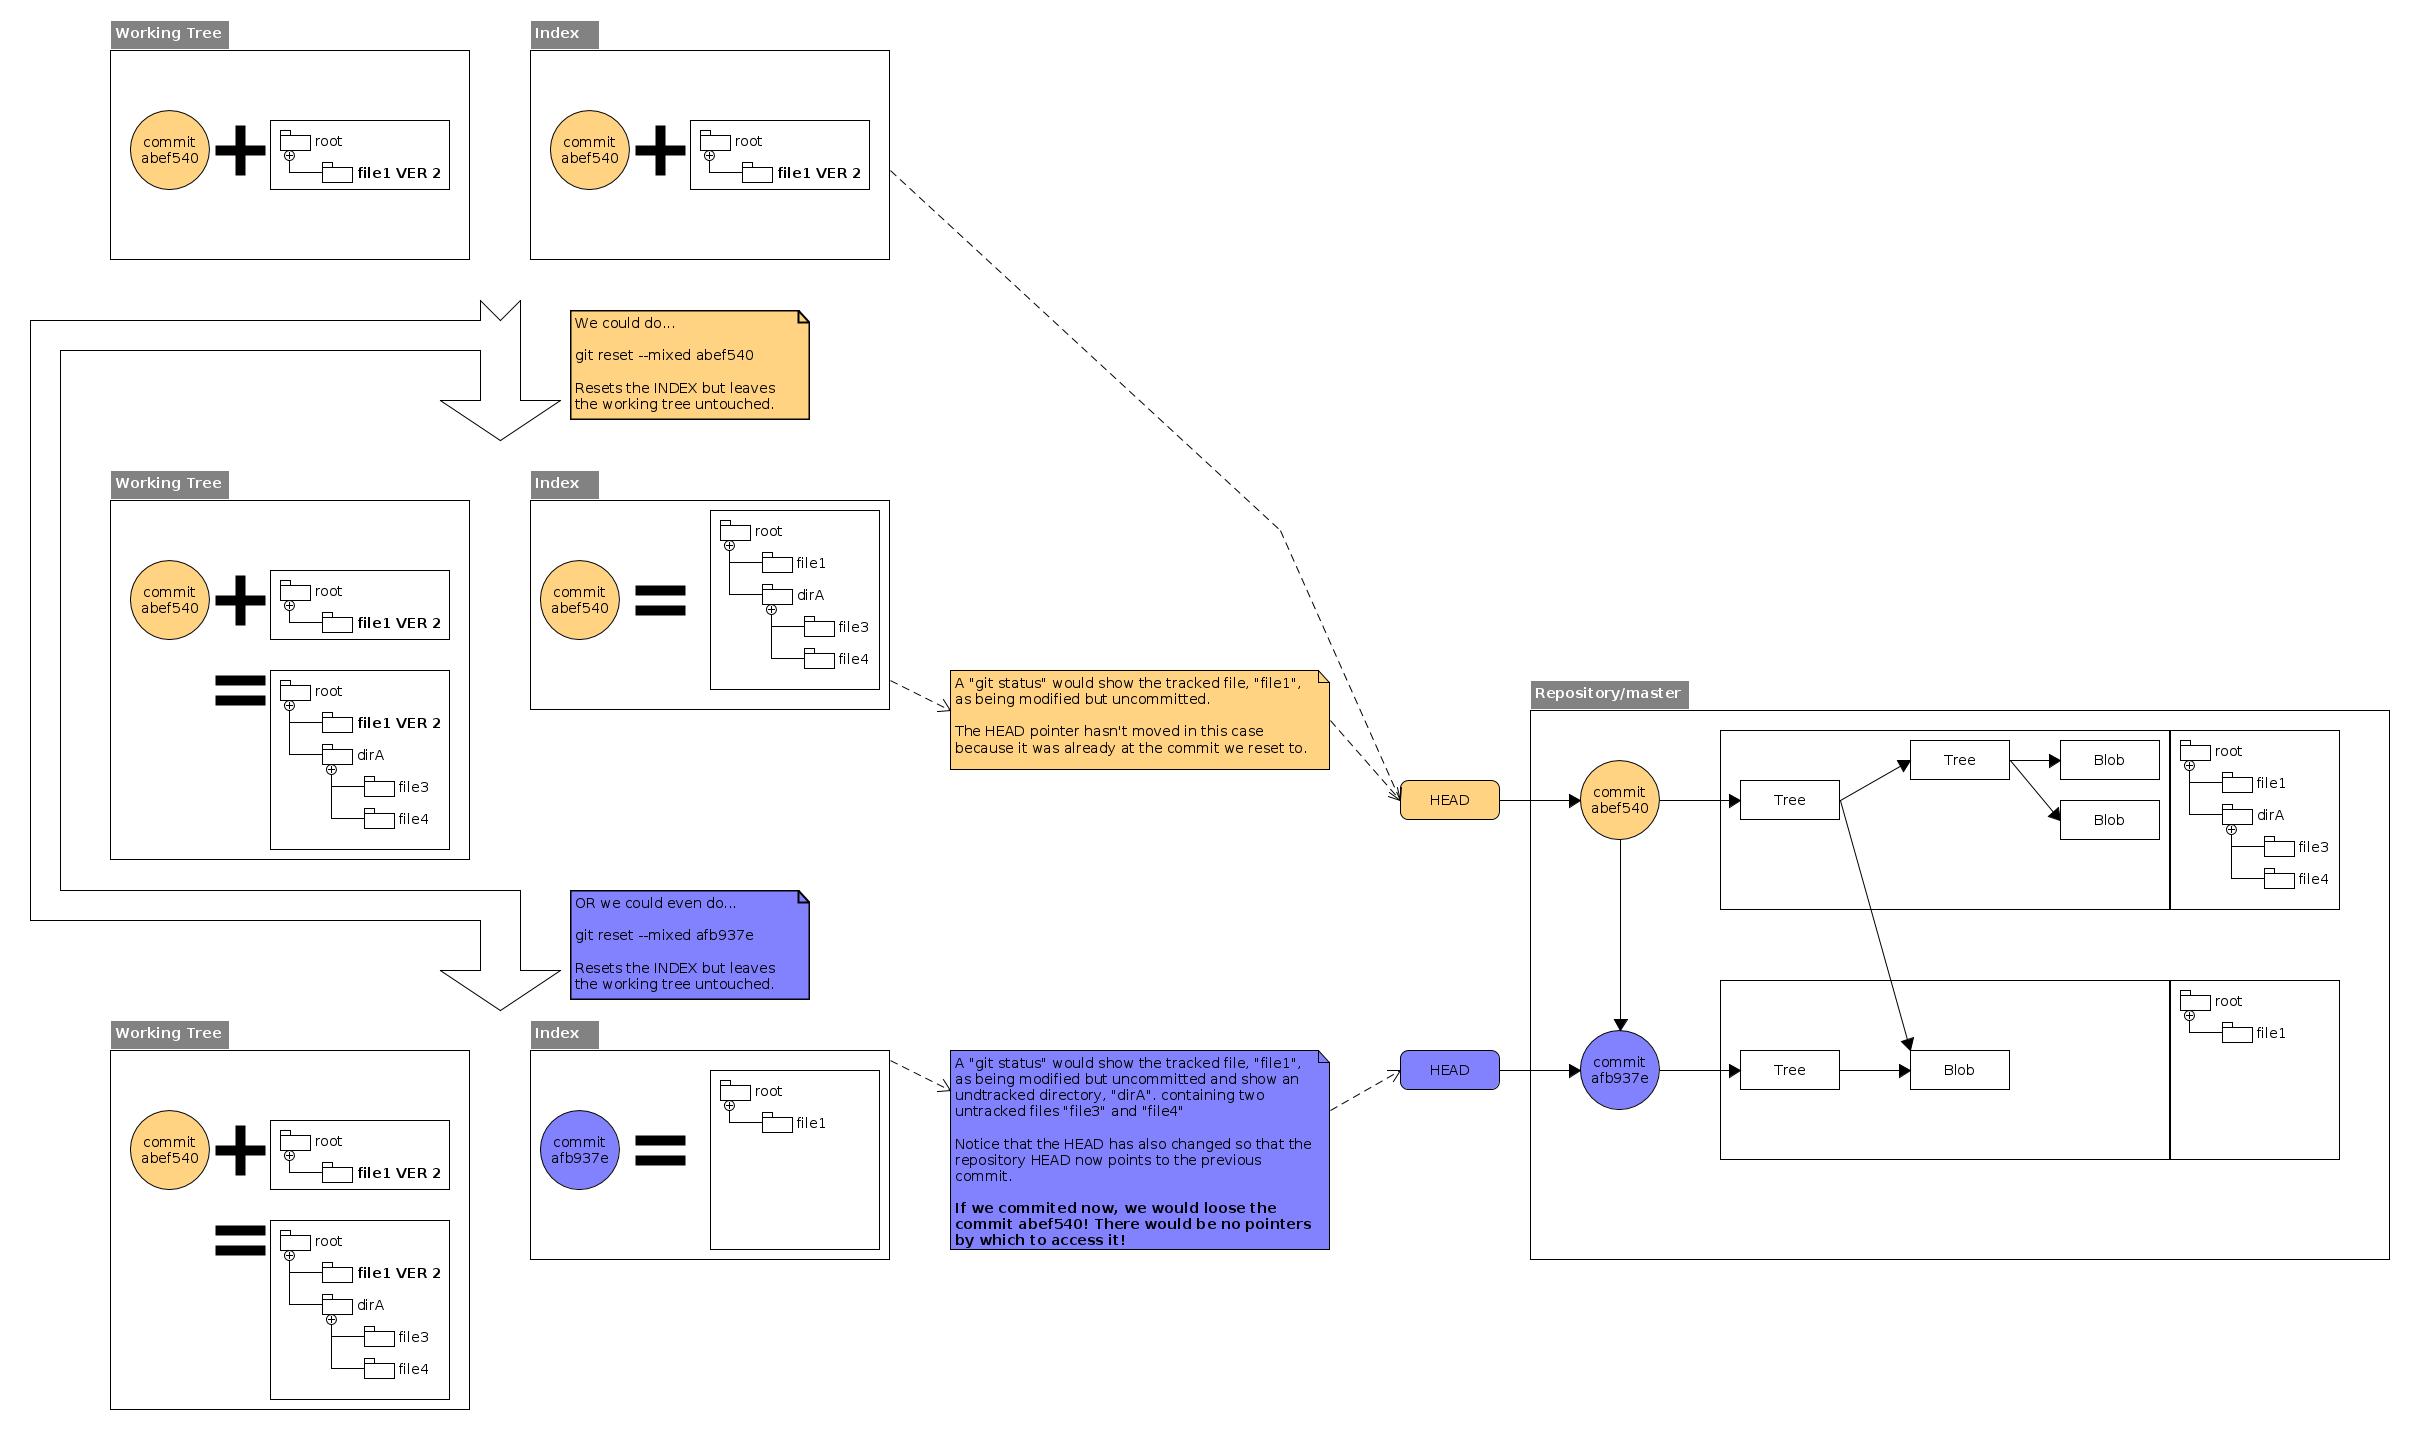 Working Tree
commit
abef540
root
file1 VER 2
Index
commit
abef540
root
file1 VER 2
We could do...
git reset --mixed abef540
Resets the INDEX but leaves
the working tree untouched.
Working Tree
commit
abef540
root
file1 VER 2
root
file1 VER 2
dirA
file3
file4
Index
commit
abef540
root
file1
dirA
file3
file4
A "git status" would show the tracked file, "file1",
as being modified but uncommitted.
The HEAD pointer hasn't moved in this case
because it was already at the commit we reset to.
HEAD
Repository/master
commit
abef540
Tree
Tree
Blob
Blob
root
file1
dirA
file3
file4
OR we could even do...
git reset --mixed afb937e
Resets the INDEX but leaves
the working tree untouched.
Working Tree
commit
abef540
root
file1 VER 2
root
file1 VER 2
dirA
file3
file4
Index
commit
afb937e
root
file1
A "git status" would show the tracked file, "file1",
as being modified but uncommitted and show an
undtracked directory, "dirA". containing two
untracked files "file3" and "file4"
Notice that the HEAD has also changed so that the
repository HEAD now points to the previous
commit.
If we commited now, we would loose the
commit abef540! There would be no pointers
by which to access it!
HEAD
commit
afb937e
Tree
Blob
root
file1